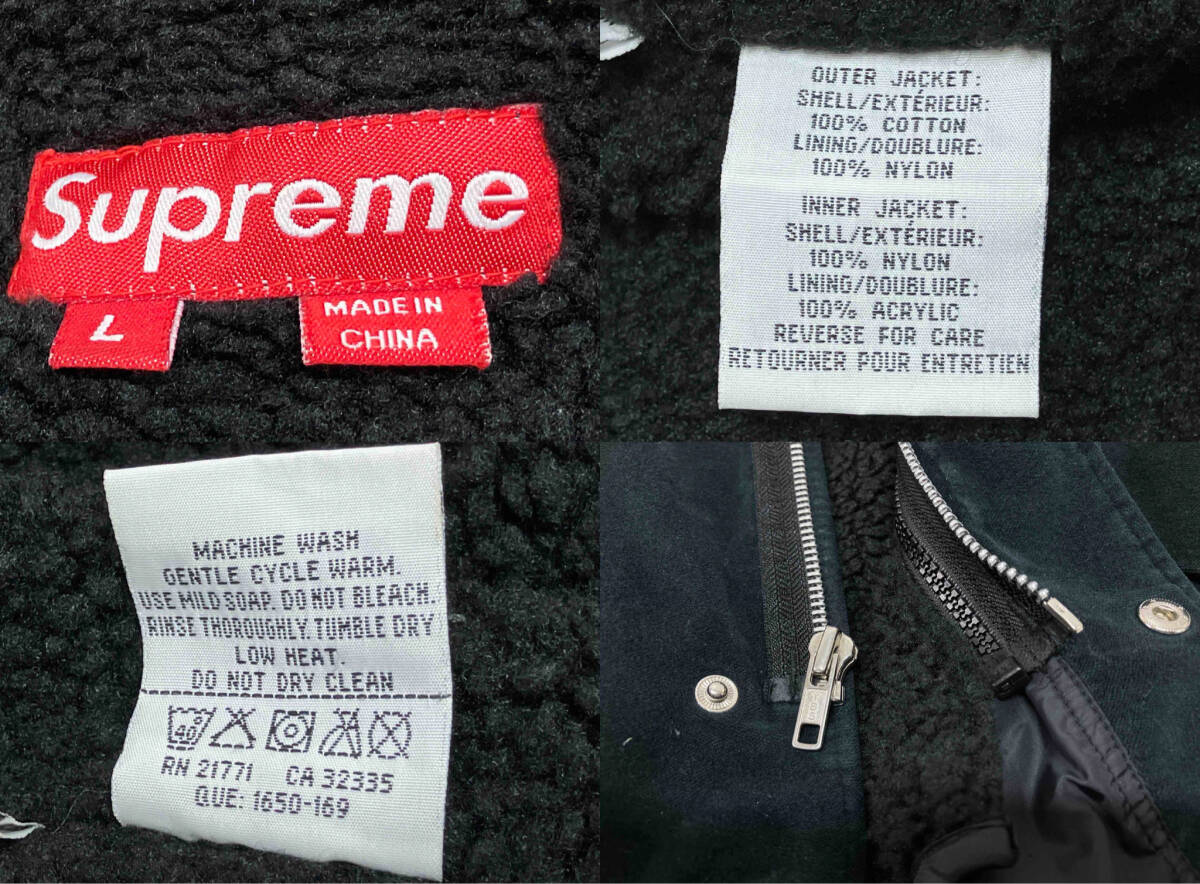 Supreme
L
MADE IN
CHINA
OUTER JACKET:
SHELL/EXTÉRIEUR:
100% COTTON
LINING/DOUBLURE:
100% NYLON
INNER JACKET:
SHELL/EXTÉRIEUR:
100% NYLON
LINING/DOUBLURE:
100% ACRYLIC
REVERSE FOR CARE
RETOURNER POUR ENTRETIEN
MACHINE WASH
GENTLE CYCLE WARM.
USE MILD SOAP. DO NOT BLEACH.
RINSE THOROUGHLY. TUMBLE DRY
LOW HEAT.
DO NOT DRY CLEAN
40
RN 21771 CA 32335
QUE: 1650-169